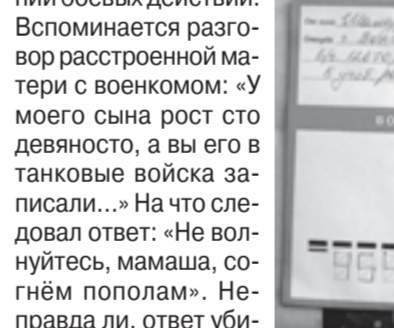 нии боевых действий.
Вспоминается разго-
вор расстроенной ма-
тери с военкомом: «У
моего сына рост сто
девяносто, а вы его в
танковые войска за-
писали...» На что сле-
довал ответ: «Не вол-
нуйтесь, мамаша, со-
гнём пополам». Не-
правда ли, ответ уби-